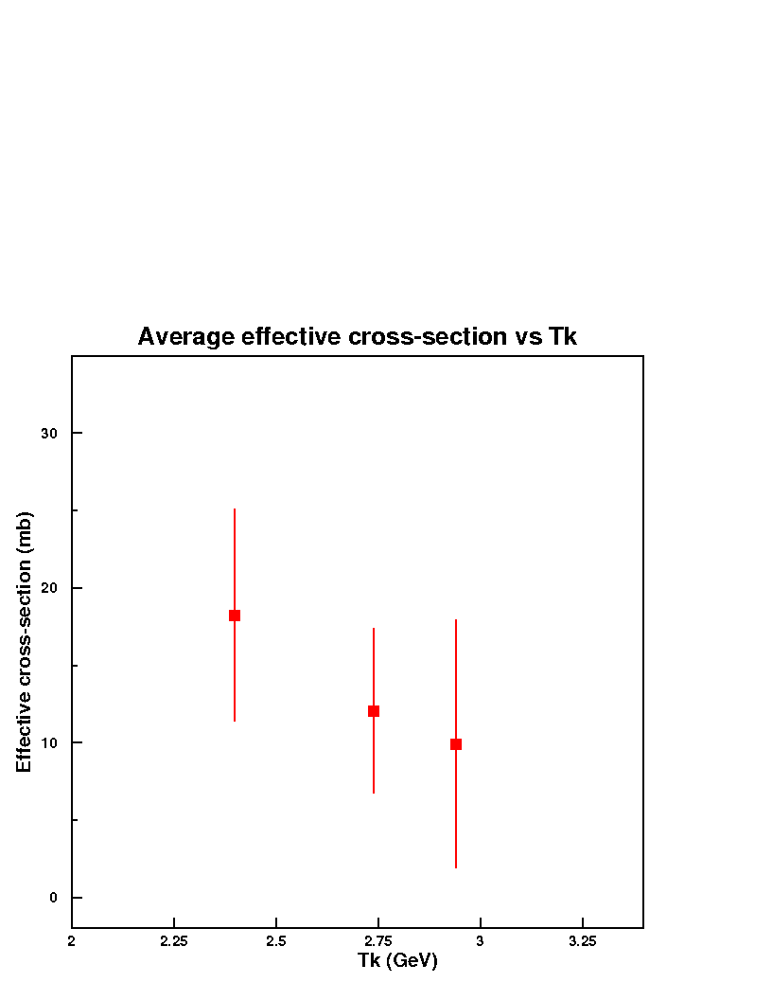 Average effective cross-section vs Tk
Effective cross-section (mb)
30
20
10
0
2 2.25 2.5 2.75 3 3.25
Tk (GeV)